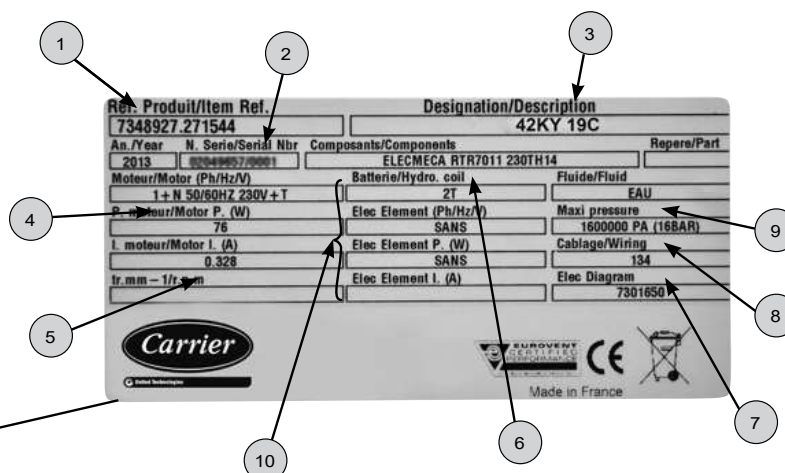 1
2
3
Ref. Produit/Item Ref. Designation/Description
7348927.271544 42KY 19C
An./Year N. Serie/Serial Nbr Composants/Components Repere/Part
2013 ELECMECA RTR7011 230TH14
Moteur/Motor (Ph/Hz/V) Batterie/Hydro. coil Fluide/Fluid
1+N 50/60HZ 230V+T 2T EAU
4
P. moteur/Motor P. (W) Elec Element (Ph/Hz/V) Maxi pressure
9
76 SANS 1600000 PA (16BAR)
I. moteur/Motor I. (A) Elec Element P. (W) Cablage/Wiring
0.328 SANS 134
8
tr.mm – 1/r.p.m Elec Element I. (A) Elec Diagram
5
7301650
Carrier
United Technologies
EUROVENT
CERTIFIED
PERFORMANCE
CE
Made in France
10
6
7